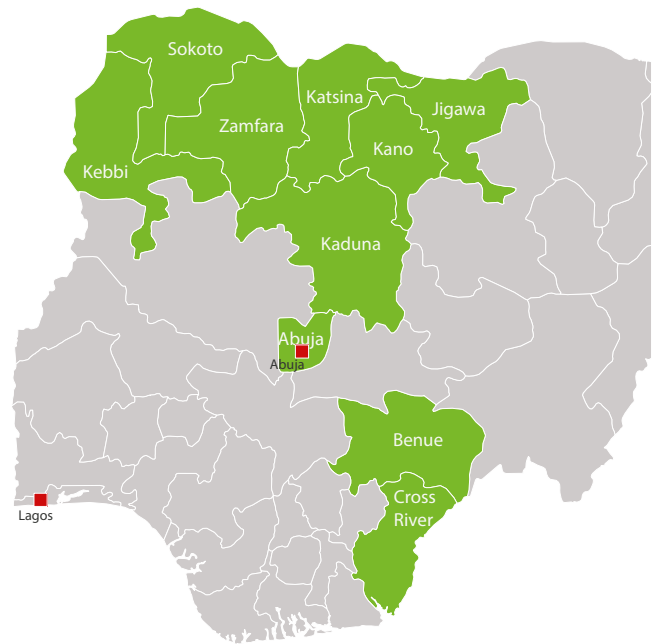 Sokoto
Katsina
Jigawa
Zamfara
Kano
Kebbi
Kaduna
Abuja
Abuja
Benue
Cross
River
Lagos